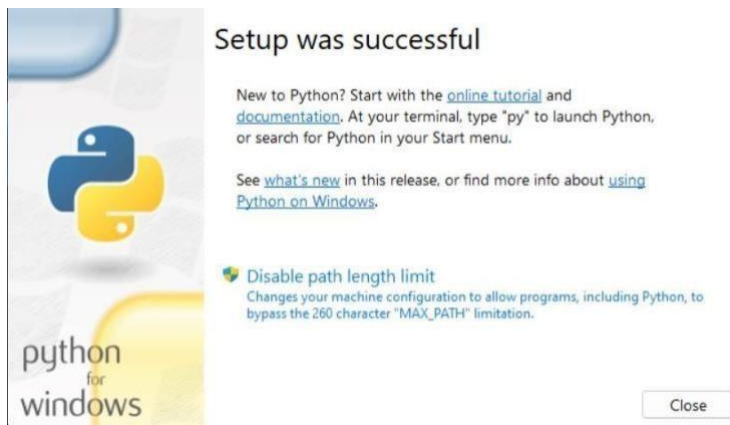 Setup was successful
New to Python? Start with the online tutorial and
documentation. At your terminal, type "py" to launch Python,
or search for Python in your Start menu.
See what's new in this release, or find more info about using
Python on Windows.
Disable path length limit
Changes your machine configuration to allow programs, including Python, to
bypass the 260 character "MAX_PATH" limitation.
python
for
windows
Close